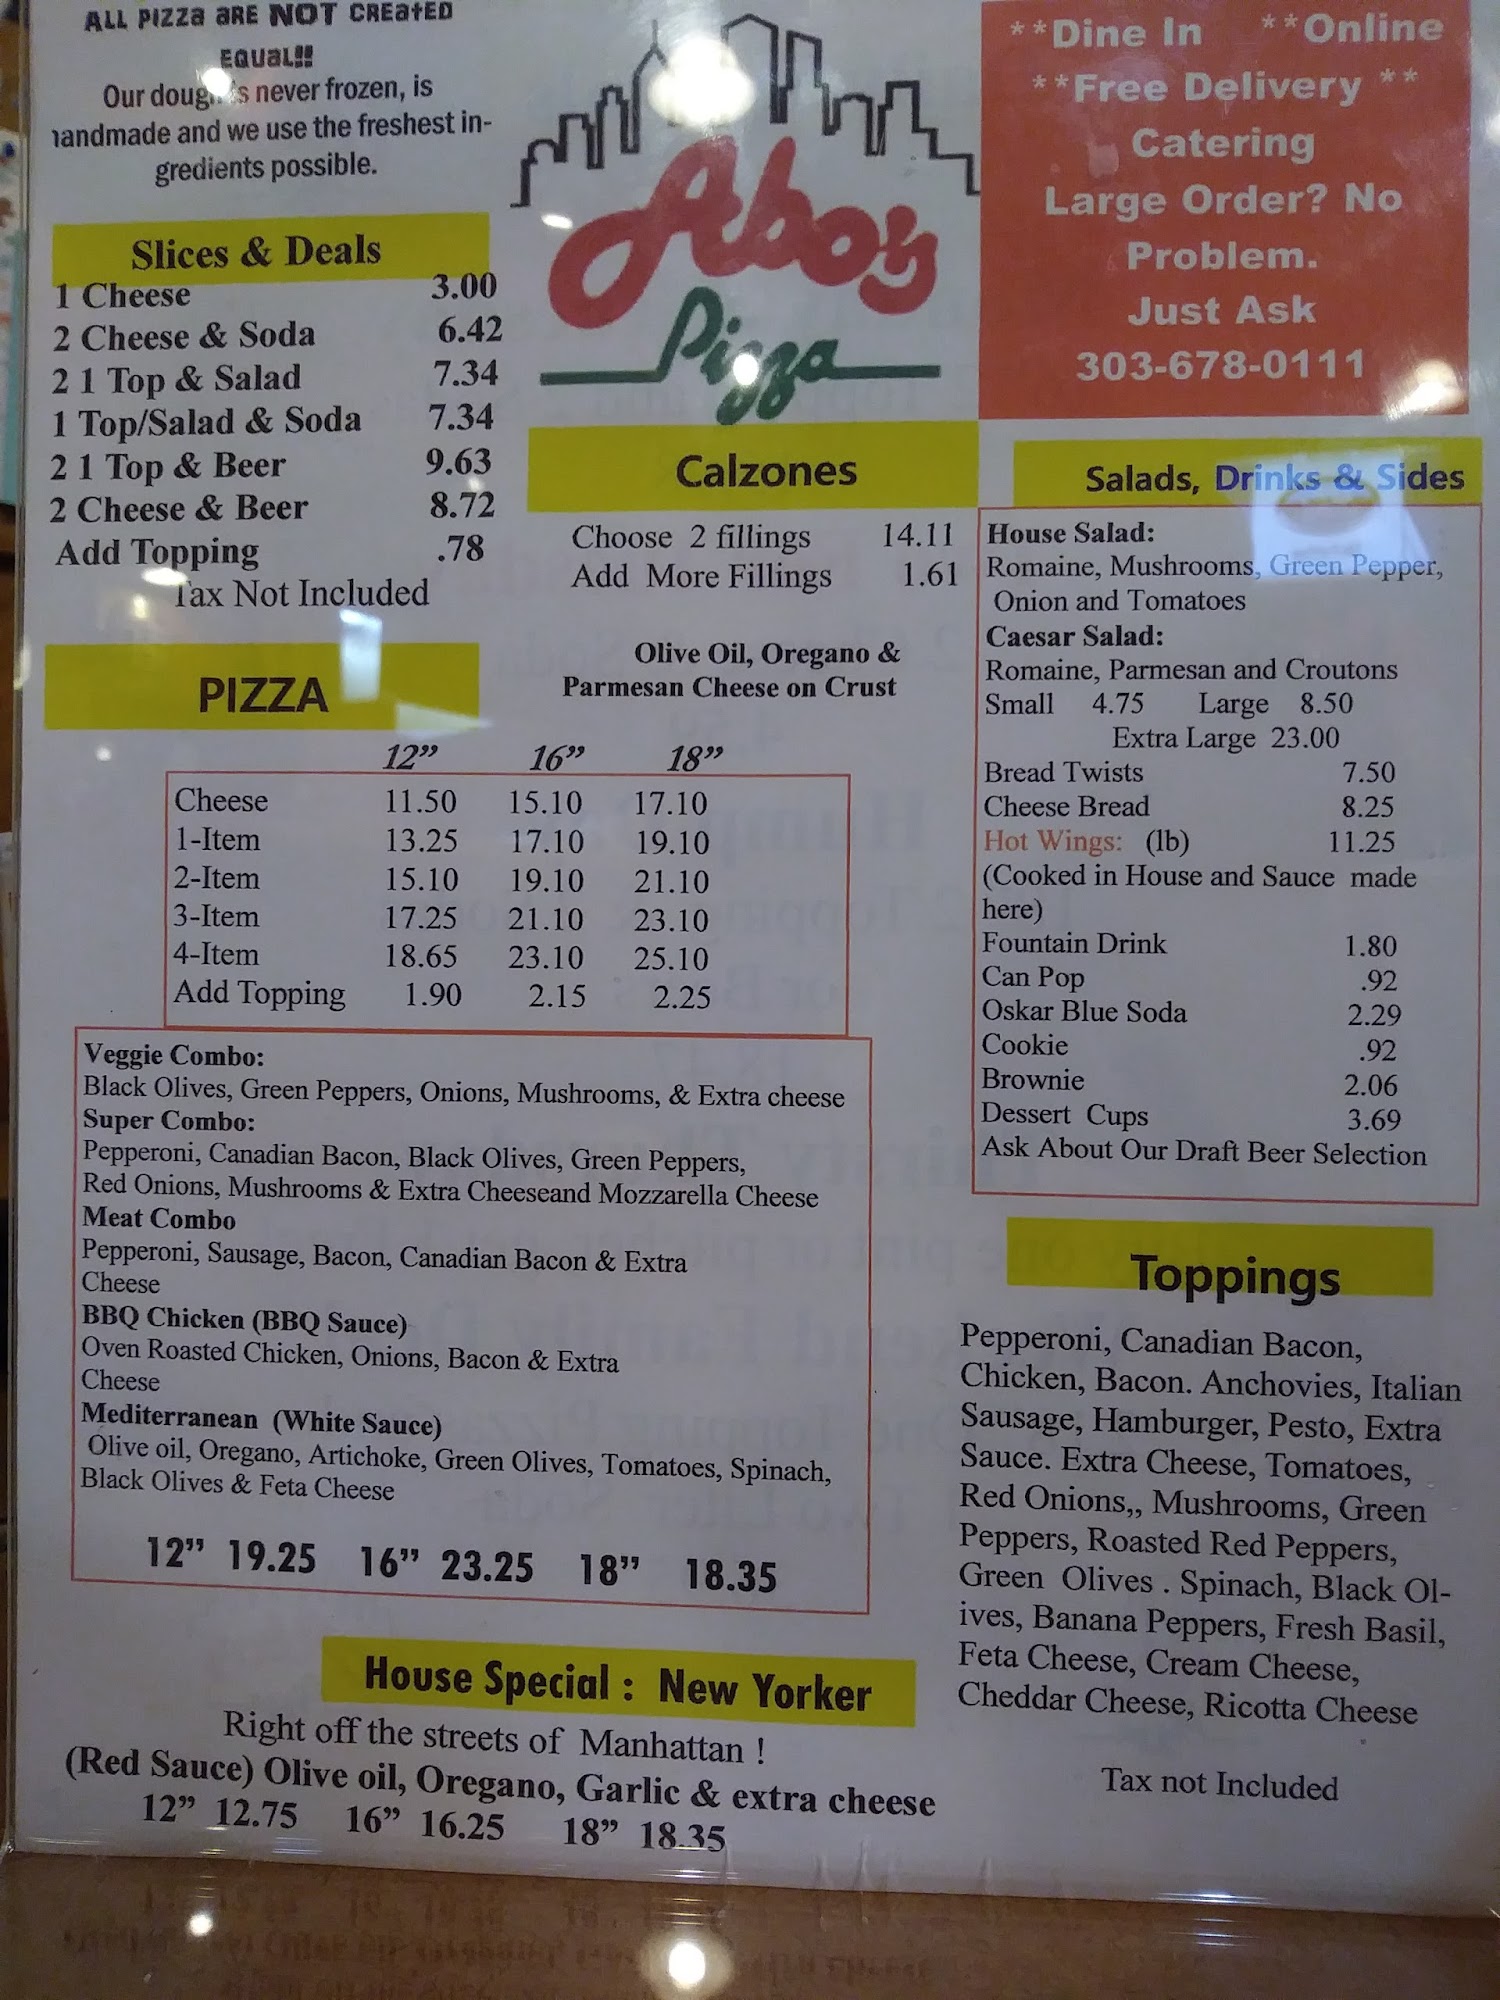 ALL PIZZa aRE NOT CREatED
EQUaL!!
Our dough is never frozen, is
handmade and we use the freshest in-
gredients possible.
Abo's
Pizza
**Dine In **Online
**Free Delivery **
Catering
Large Order? No
Problem.
Just Ask
303-678-0111
Slices & Deals
1 Cheese 3.00
2 Cheese & Soda 6.42
2 1 Top & Salad 7.34
1 Top/Salad & Soda 7.34
2 1 Top & Beer 9.63
2 Cheese & Beer 8.72
Add Topping .78
Tax Not Included
Calzones
Choose 2 fillings 14.11
Add More Fillings 1.61
Olive Oil, Oregano &
Parmesan Cheese on Crust
PIZZA
12” 16” 18”
Cheese 11.50 15.10 17.10
1-Item 13.25 17.10 19.10
2-Item 15.10 19.10 21.10
3-Item 17.25 21.10 23.10
4-Item 18.65 23.10 25.10
Add Topping 1.90 2.15 2.25
Veggie Combo:
Black Olives, Green Peppers, Onions, Mushrooms, & Extra cheese
Super Combo:
Pepperoni, Canadian Bacon, Black Olives, Green Peppers,
Red Onions, Mushrooms & Extra Cheeseand Mozzarella Cheese
Meat Combo
Pepperoni, Sausage, Bacon, Canadian Bacon & Extra
Cheese
BBQ Chicken (BBQ Sauce)
Oven Roasted Chicken, Onions, Bacon & Extra
Cheese
Mediterranean (White Sauce)
Olive oil, Oregano, Artichoke, Green Olives, Tomatoes, Spinach,
Black Olives & Feta Cheese
12” 19.25 16” 23.25 18” 18.35
House Special : New Yorker
Right off the streets of Manhattan !
(Red Sauce) Olive oil, Oregano, Garlic & extra cheese
12” 12.75 16” 16.25 18” 18.35
Salads, Drinks & Sides
House Salad:
Romaine, Mushrooms, Green Pepper,
Onion and Tomatoes
Caesar Salad:
Romaine, Parmesan and Croutons
Small 4.75 Large 8.50
Extra Large 23.00
Bread Twists 7.50
Cheese Bread 8.25
Hot Wings: (lb) 11.25
(Cooked in House and Sauce made
here)
Fountain Drink 1.80
Can Pop .92
Oskar Blue Soda 2.29
Cookie .92
Brownie 2.06
Dessert Cups 3.69
Ask About Our Draft Beer Selection
Toppings
Pepperoni, Canadian Bacon,
Chicken, Bacon. Anchovies, Italian
Sausage, Hamburger, Pesto, Extra
Sauce. Extra Cheese, Tomatoes,
Red Onions,, Mushrooms, Green
Peppers, Roasted Red Peppers,
Green Olives . Spinach, Black Ol-
ives, Banana Peppers, Fresh Basil,
Feta Cheese, Cream Cheese,
Cheddar Cheese, Ricotta Cheese
Tax not Included